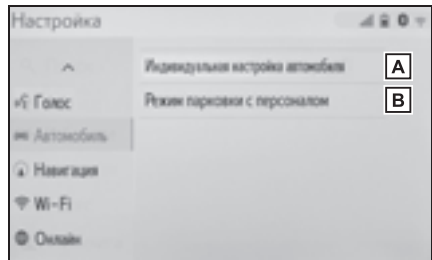 Настройка
Индивидуальная настройка автомобиля
A
Голос
Режим парковки с персоналом
B
Автомобиль
Навигация
Wi-Fi
Онлайн